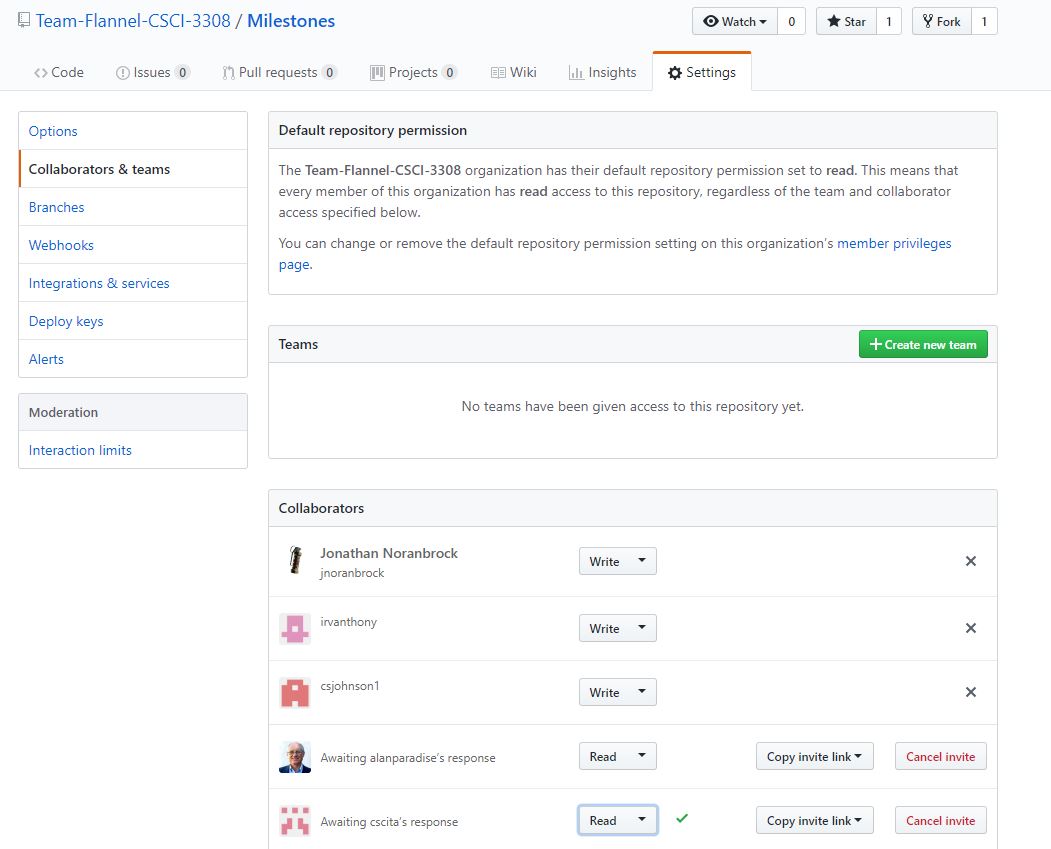 Team-Flannel-CSCI-3308 / Milestones
Watch 0
Star 1
Fork 1
Code
Issues 0
Pull requests 0
Projects 0
Wiki
Insights
Settings
Options
Collaborators & teams
Branches
Webhooks
Integrations & services
Deploy keys
Alerts
Moderation
Interaction limits
Default repository permission
The Team-Flannel-CSCI-3308 organization has their default repository permission set to read. This means that
every member of this organization has read access to this repository, regardless of the team and collaborator
access specified below.
You can change or remove the default repository permission setting on this organization's member privileges
page.
Teams
Create new team
No teams have been given access to this repository yet.
Collaborators
Jonathan Noranbrock
jnoranbrock
Write
irvanthony
Write
csjohnson1
Write
Awaiting alanparadise's response
Read
Copy invite link
Cancel invite
Awaiting cscita's response
Read
Copy invite link
Cancel invite